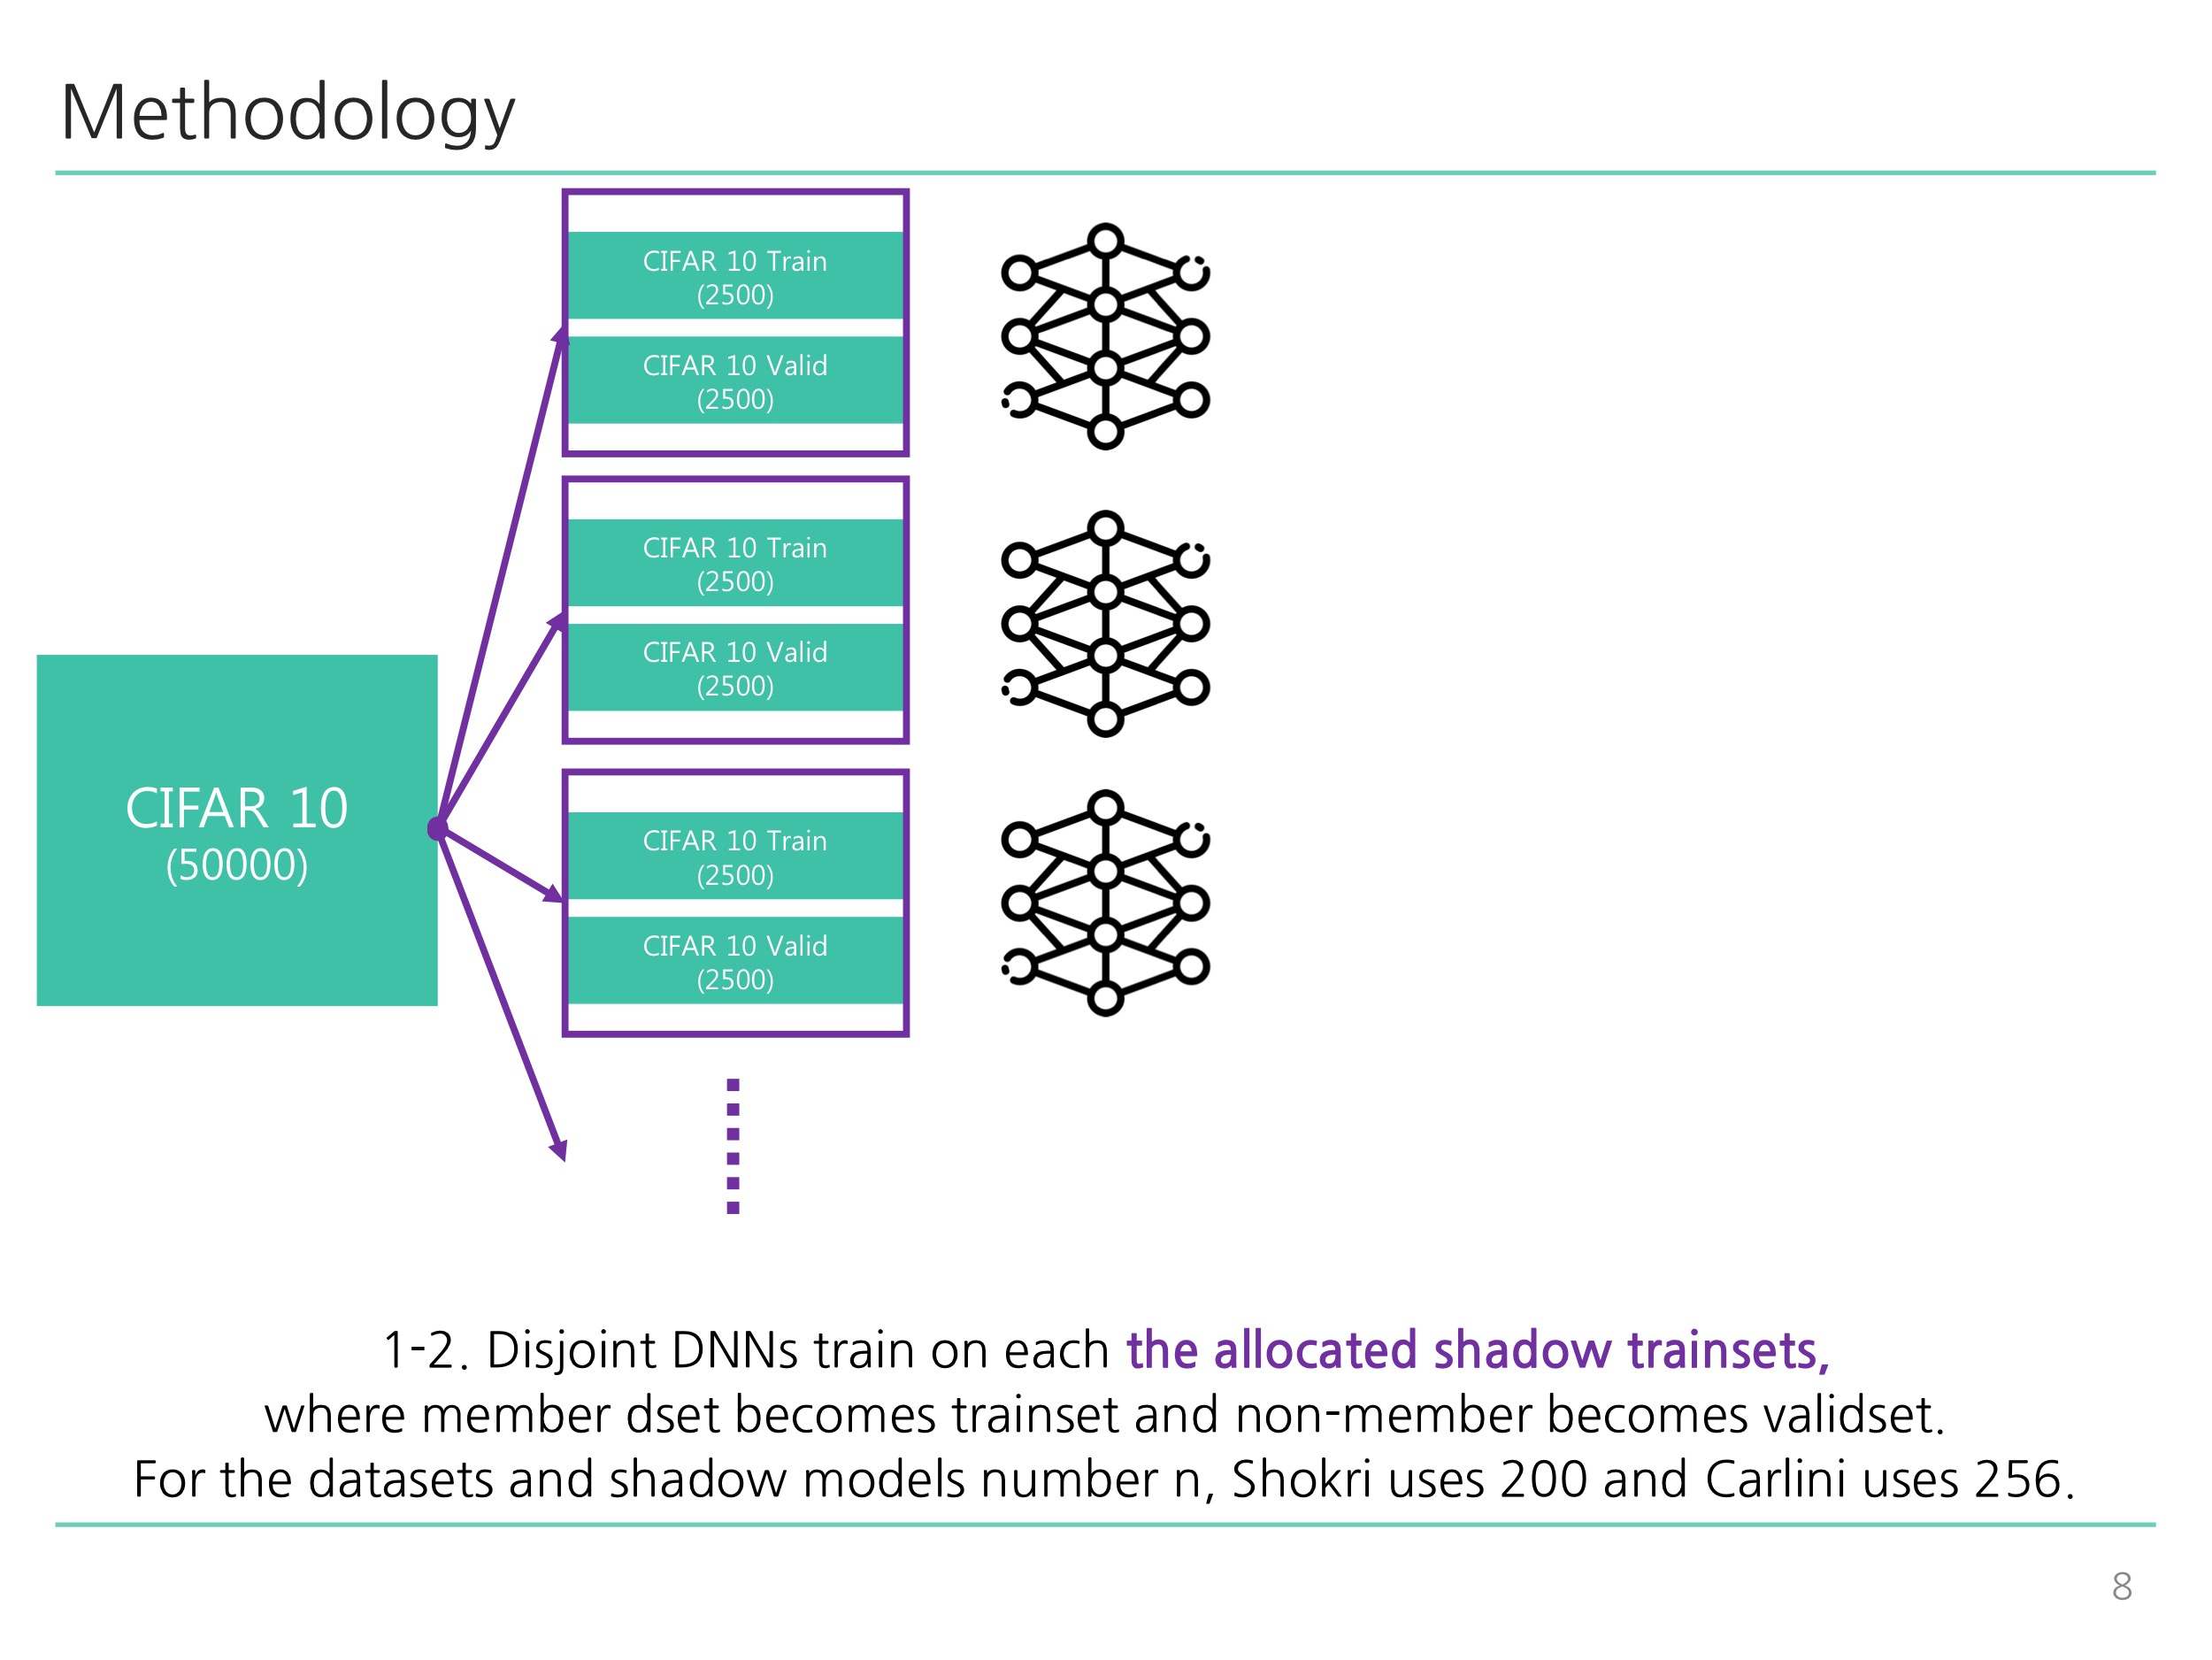 Methodology
CIFAR 10 Train
(2500)
CIFAR 10 Valid
(2500)
CIFAR 10 Train
(2500)
CIFAR 10 Valid
(2500)
CIFAR 10
(50000)
CIFAR 10 Train
(2500)
CIFAR 10 Valid
(2500)
1-2. Disjoint DNNs train on each the allocated shadow trainsets,
where member dset becomes trainset and non-member becomes validset.
For the datasets and shadow models number n, Shokri uses 200 and Carlini uses 256.
8